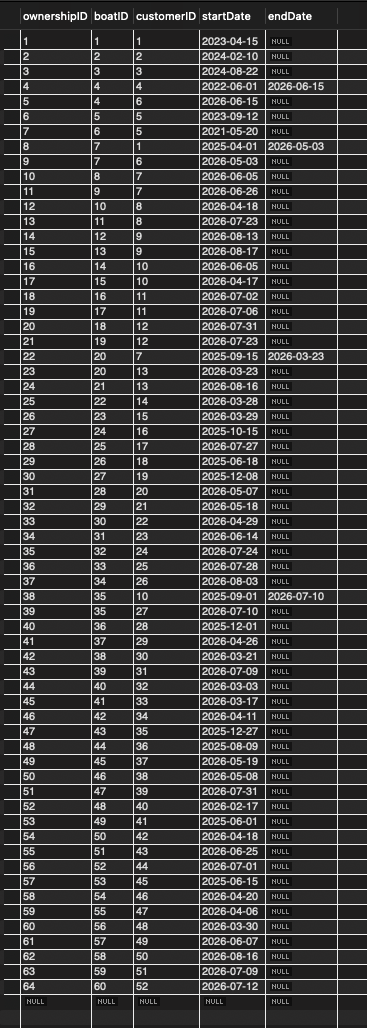 ownershipID boatID customerID startDate endDate
1 1 1 2023-04-15 NULL
2 2 2 2024-02-10 NULL
3 3 3 2024-08-22 NULL
4 4 4 2022-06-01 2026-06-15
5 4 6 2026-06-15 NULL
6 5 5 2023-09-12 NULL
7 6 5 2021-05-20 NULL
8 7 1 2025-04-01 2026-05-03
9 7 6 2026-05-03 NULL
10 8 7 2026-06-05 NULL
11 9 7 2026-06-26 NULL
12 10 8 2026-04-18 NULL
13 11 8 2026-07-23 NULL
14 12 9 2026-08-13 NULL
15 13 9 2026-08-17 NULL
16 14 10 2026-06-05 NULL
17 15 10 2026-04-17 NULL
18 16 11 2026-07-02 NULL
19 17 11 2026-07-06 NULL
20 18 12 2026-07-31 NULL
21 19 12 2026-07-23 NULL
22 20 7 2025-09-15 2026-03-23
23 20 13 2026-03-23 NULL
24 21 13 2026-08-16 NULL
25 22 14 2026-03-28 NULL
26 23 15 2026-03-29 NULL
27 24 16 2025-10-15 NULL
28 25 17 2026-07-27 NULL
29 26 18 2025-06-18 NULL
30 27 19 2025-12-08 NULL
31 28 20 2026-05-07 NULL
32 29 21 2026-05-18 NULL
33 30 22 2026-04-29 NULL
34 31 23 2026-06-14 NULL
35 32 24 2026-07-24 NULL
36 33 25 2026-07-28 NULL
37 34 26 2026-08-03 NULL
38 35 10 2025-09-01 2026-07-10
39 35 27 2026-07-10 NULL
40 36 28 2025-12-01 NULL
41 37 29 2026-04-26 NULL
42 38 30 2026-03-21 NULL
43 39 31 2026-07-09 NULL
44 40 32 2026-03-03 NULL
45 41 33 2026-03-17 NULL
46 42 34 2026-04-11 NULL
47 43 35 2025-12-27 NULL
48 44 36 2025-08-09 NULL
49 45 37 2026-05-19 NULL
50 46 38 2026-05-08 NULL
51 47 39 2026-07-31 NULL
52 48 40 2026-02-17 NULL
53 49 41 2025-06-01 NULL
54 50 42 2026-04-18 NULL
55 51 43 2026-06-25 NULL
56 52 44 2026-07-01 NULL
57 53 45 2025-06-15 NULL
58 54 46 2026-04-20 NULL
59 55 47 2026-04-06 NULL
60 56 48 2026-03-30 NULL
61 57 49 2026-06-07 NULL
62 58 50 2026-08-16 NULL
63 59 51 2026-07-09 NULL
64 60 52 2026-07-12 NULL
NULL NULL NULL NULL NULL